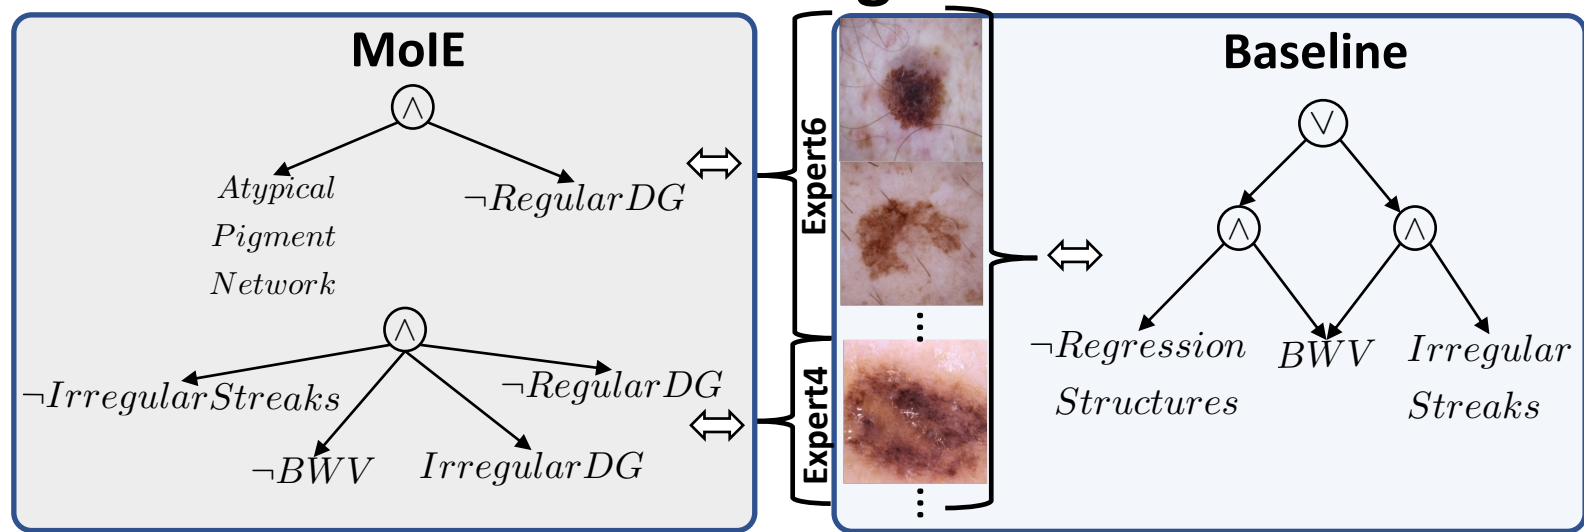 MoIE
∧
Atypical
Pigment
Network
¬RegularDG
∧
¬IrregularStreaks
¬BWV
IrregularDG
¬RegularDG
Expert6
Expert4
Baseline
∨
∧
∧
¬Regression
Structures
BWV
Irregular
Streaks